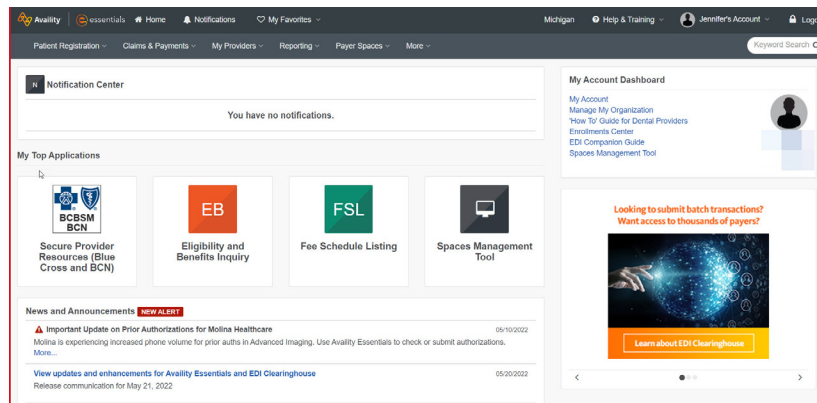 Availity essentials Home Notifications My Favorites Michigan Help & Training Jennifer's Account
Patient Registration Claims & Payments My Providers Reporting Payer Spaces More Keyword Search
N Notification Center
You have no notifications.
My Account Dashboard
My Account
Manage My Organization
'How To' Guide for Dental Providers
Enrollments Center
EDI Companion Guide
Spaces Management Tool
My Top Applications
BCBSM
BCN
Secure Provider
Resources (Blue
Cross and BCN)
EB
Eligibility and
Benefits Inquiry
FSL
Fee Schedule Listing
Spaces Management
Tool
Looking to submit batch transactions?
Want access to thousands of payers?
Learn about EDI Clearinghouse
News and Announcements NEW ALERT
Important Update on Prior Authorizations for Molina Healthcare 05/10/2022
Molina is experiencing increased phone volume for prior auths in Advanced Imaging. Use Availity Essentials to check or submit authorizations.
More...
View updates and enhancements for Availity Essentials and EDI Clearinghouse 05/20/2022
Release communication for May 21, 2022